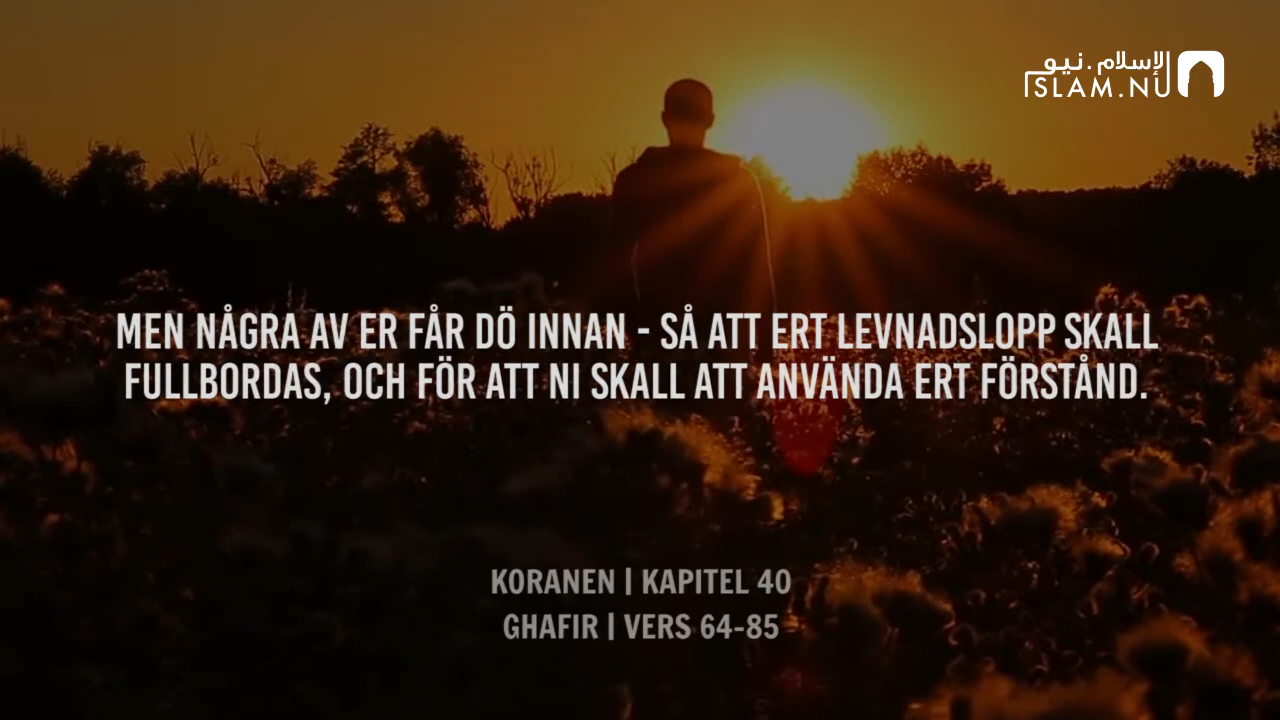 الإسلام.نيو
ISLAM.NU
MEN NÅGRA AV ER FÅR DÖ INNAN - SÅ ATT ERT LEVNADSLOPP SKALL
FULLBORDAS, OCH FÖR ATT NI SKALL ATT ANVÄNDA ERT FÖRSTÅND.
KORANEN | KAPITEL 40
GHAFIR | VERS 64-85